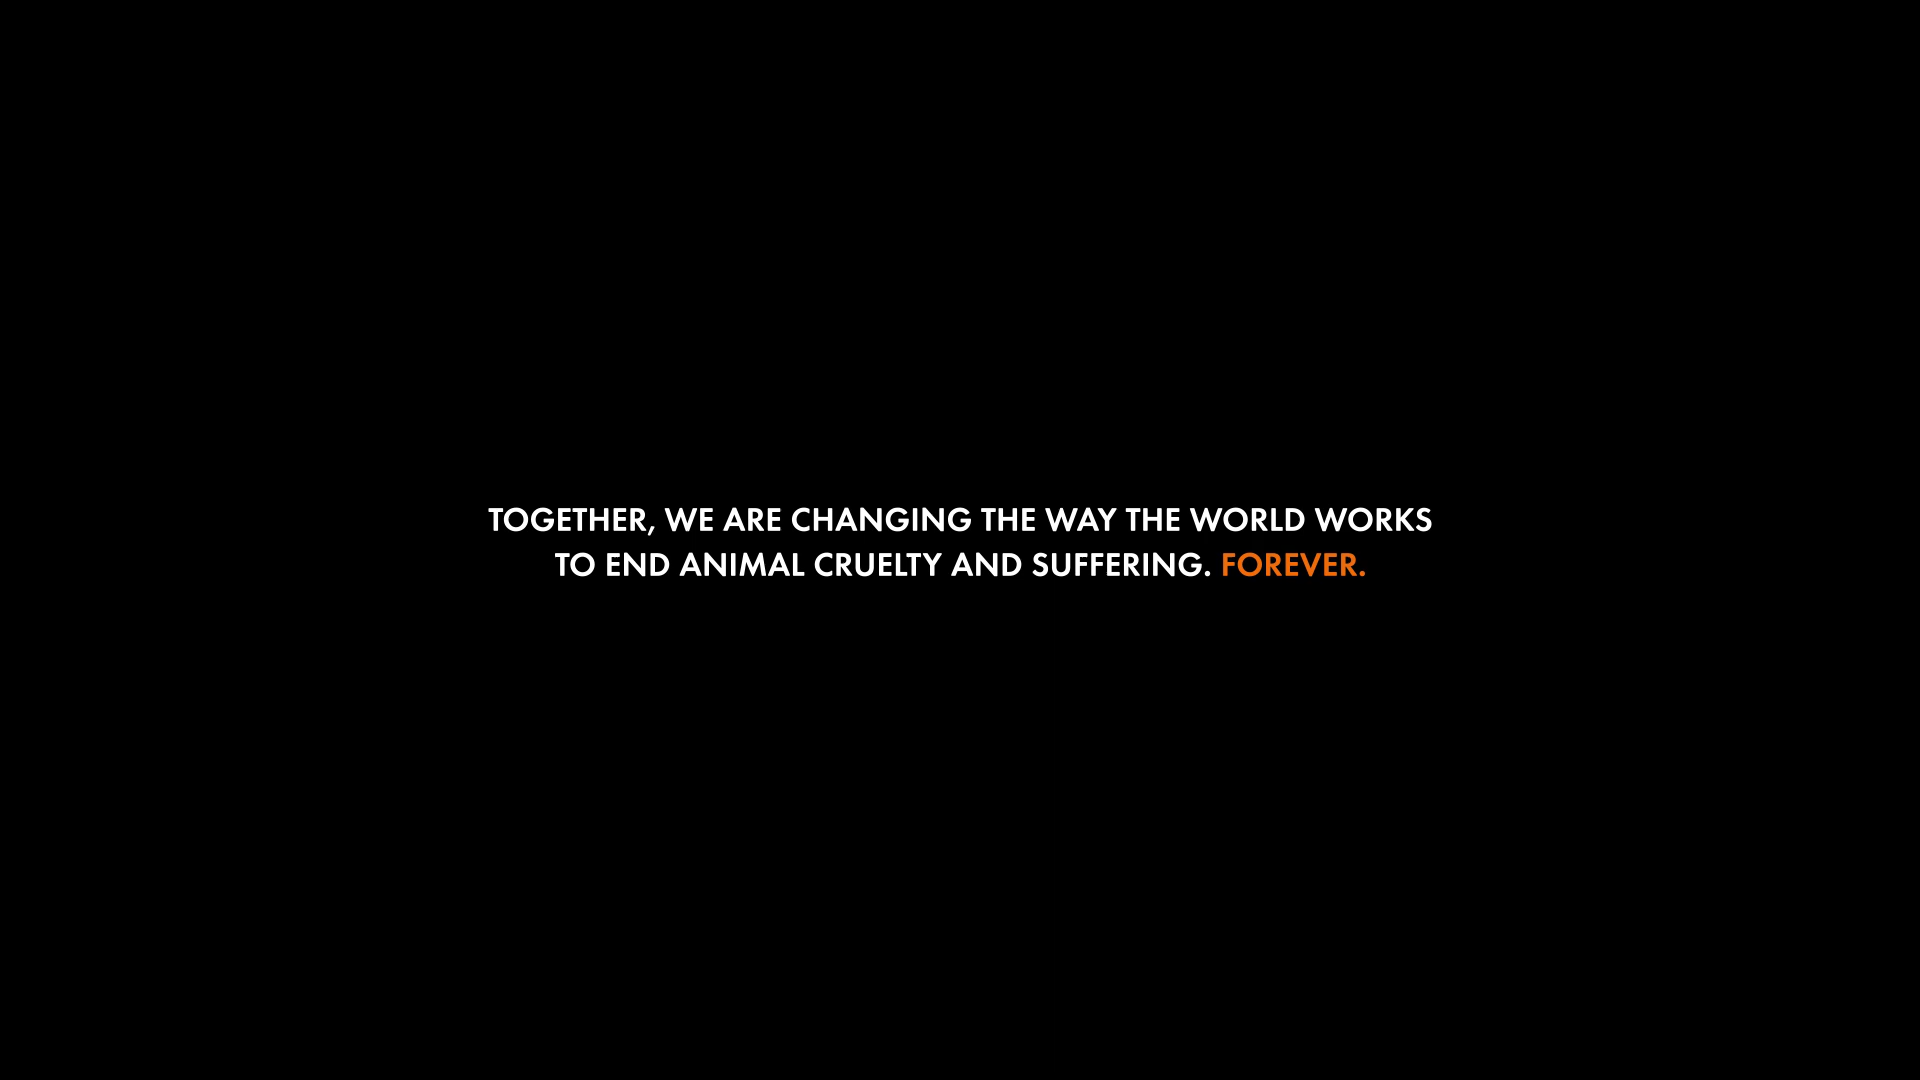 TOGETHER, WE ARE CHANGING THE WAY THE WORLD WORKS
TO END ANIMAL CRUELTY AND SUFFERING. FOREVER.